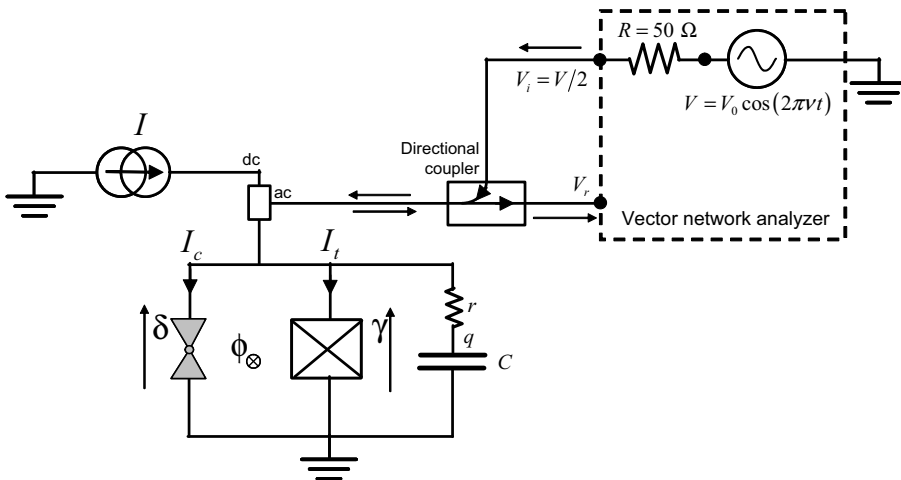 R = 50 Ω
V_i = V/2
V = V_0 cos(2πνt)
I
dc
Directional
coupler
V_r
ac
Vector network analyzer
I_c
I_t
r
δ
ϕ
γ
q
C